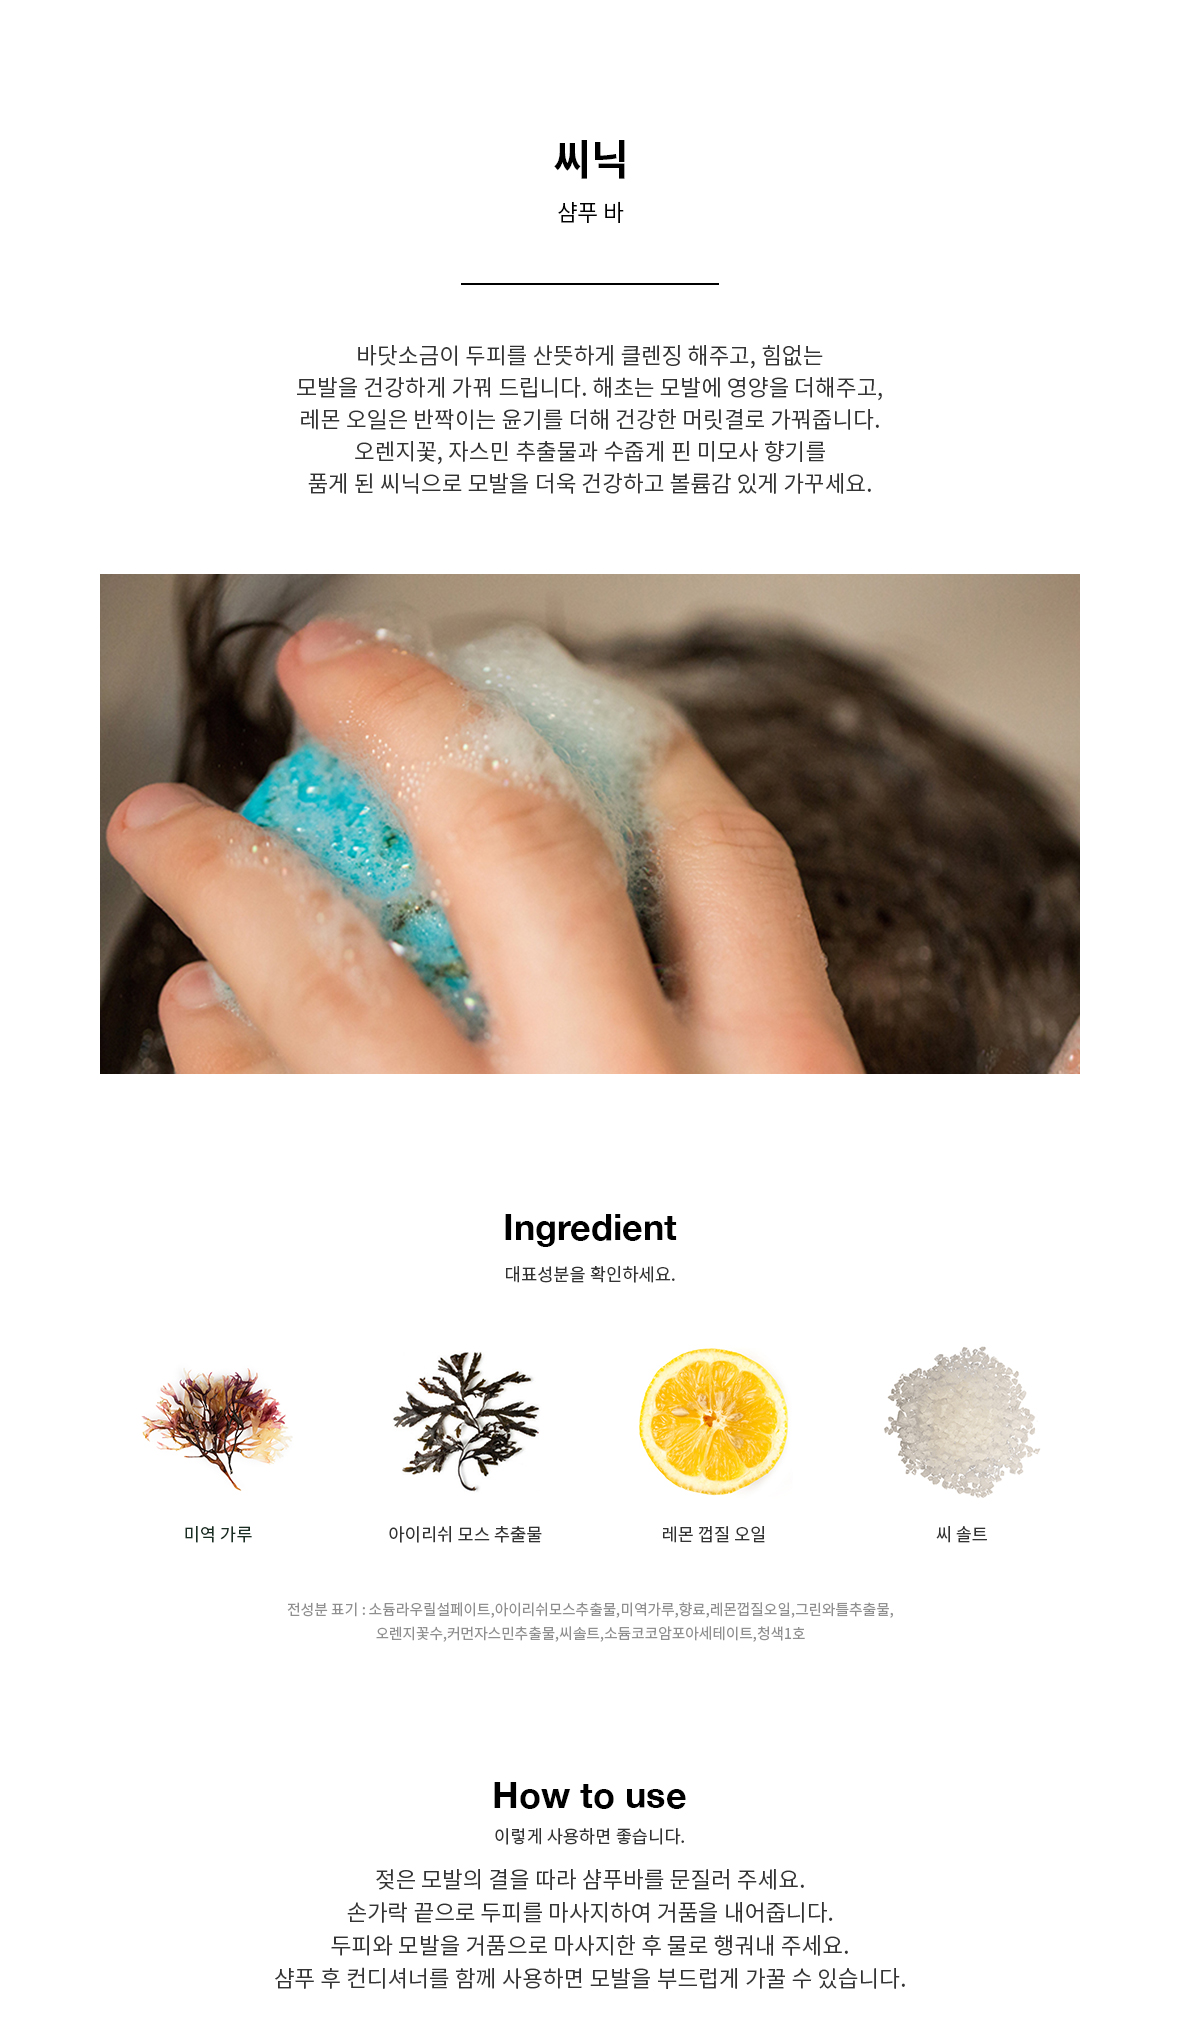 씨닉
샴푸 바
바닷소금이 두피를 산뜻하게 클렌징 해주고, 힘없는
모발을 건강하게 가꿔 드립니다. 해초는 모발에 영양을 더해주고,
레몬 오일은 반짝이는 윤기를 더해 건강한 머릿결로 가꿔줍니다.
오렌지꽃, 자스민 추출물과 수줍게 핀 미모사 향기를
품게 된 씨닉으로 모발을 더욱 건강하고 볼륨감 있게 가꾸세요.
Ingredient
대표성분을 확인하세요.
미역 가루
아이리쉬 모스 추출물
레몬 껍질 오일
씨 솔트
전성분 표기 : 소듐라우릴설페이트,아이리쉬모스추출물,미역가루,향료,레몬껍질오일,그린와틀추출물,
오렌지꽃수,커먼자스민추출물,씨솔트,소듐코코암포아세테이트,청색1호
How to use
이렇게 사용하면 좋습니다.
젖은 모발의 결을 따라 샴푸바를 문질러 주세요.
손가락 끝으로 두피를 마사지하여 거품을 내어줍니다.
두피와 모발을 거품으로 마사지한 후 물로 행궈내 주세요.
샴푸 후 컨디셔너를 함께 사용하면 모발을 부드럽게 가꿀 수 있습니다.